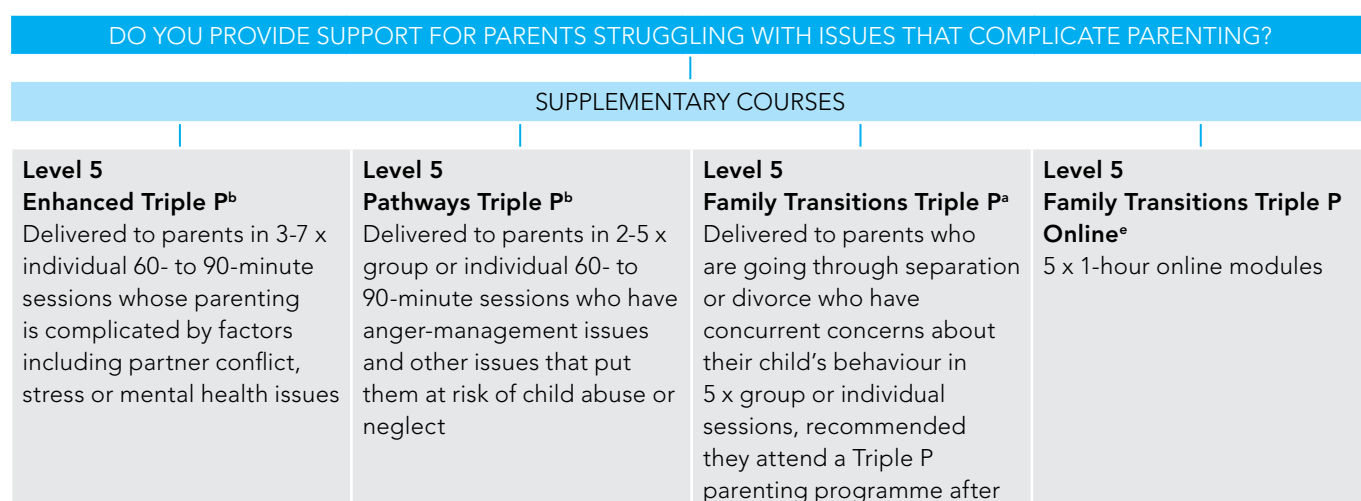 DO YOU PROVIDE SUPPORT FOR PARENTS STRUGGLING WITH ISSUES THAT COMPLICATE PARENTING?
SUPPLEMENTARY COURSES
Level 5
Enhanced Triple Pᵇ
Delivered to parents in 3-7 x
individual 60- to 90-minute
sessions whose parenting
is complicated by factors
including partner conflict,
stress or mental health issues
Level 5
Pathways Triple Pᵇ
Delivered to parents in 2-5 x
group or individual 60- to
90-minute sessions who have
anger-management issues
and other issues that put
them at risk of child abuse or
neglect
Level 5
Family Transitions Triple Pᵃ
Delivered to parents who
are going through separation
or divorce who have
concurrent concerns about
their child’s behaviour in
5 x group or individual
sessions, recommended
they attend a Triple P
parenting programme after
Level 5
Family Transitions Triple P
Onlineᵉ
5 x 1-hour online modules